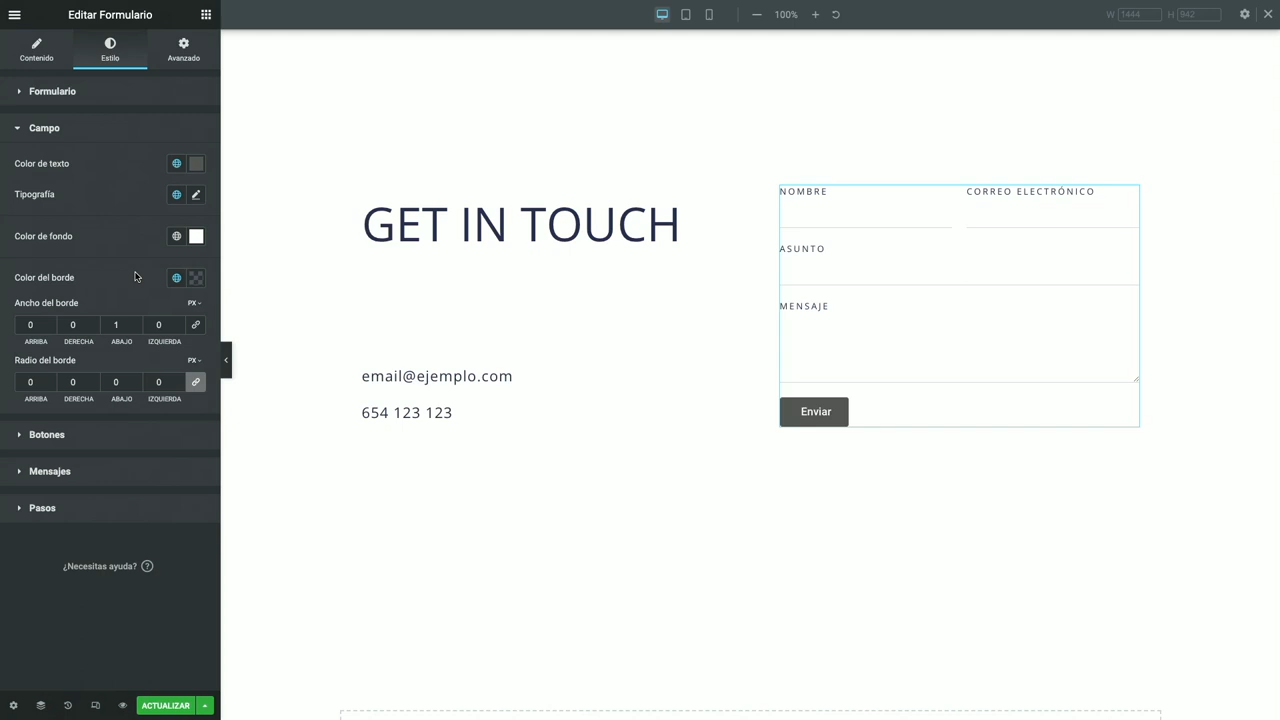 Editar Formulario
100%
W 1444 H 942
Contenido Estilo Avanzado
Formulario
Campo
Color de texto
Tipografía
Color de fondo
Color del borde
Ancho del borde PX
0 0 1 0
ARRIBA DERECHA ABAJO IZQUIERDA
Radio del borde PX
0 0 0 0
ARRIBA DERECHA ABAJO IZQUIERDA
Botones
Mensajes
Pasos
¿Necesitas ayuda? ?
ACTUALIZAR
GET IN TOUCH
email@ejemplo.com
654 123 123
NOMBRE CORREO ELECTRÓNICO
ASUNTO
MENSAJE
Enviar